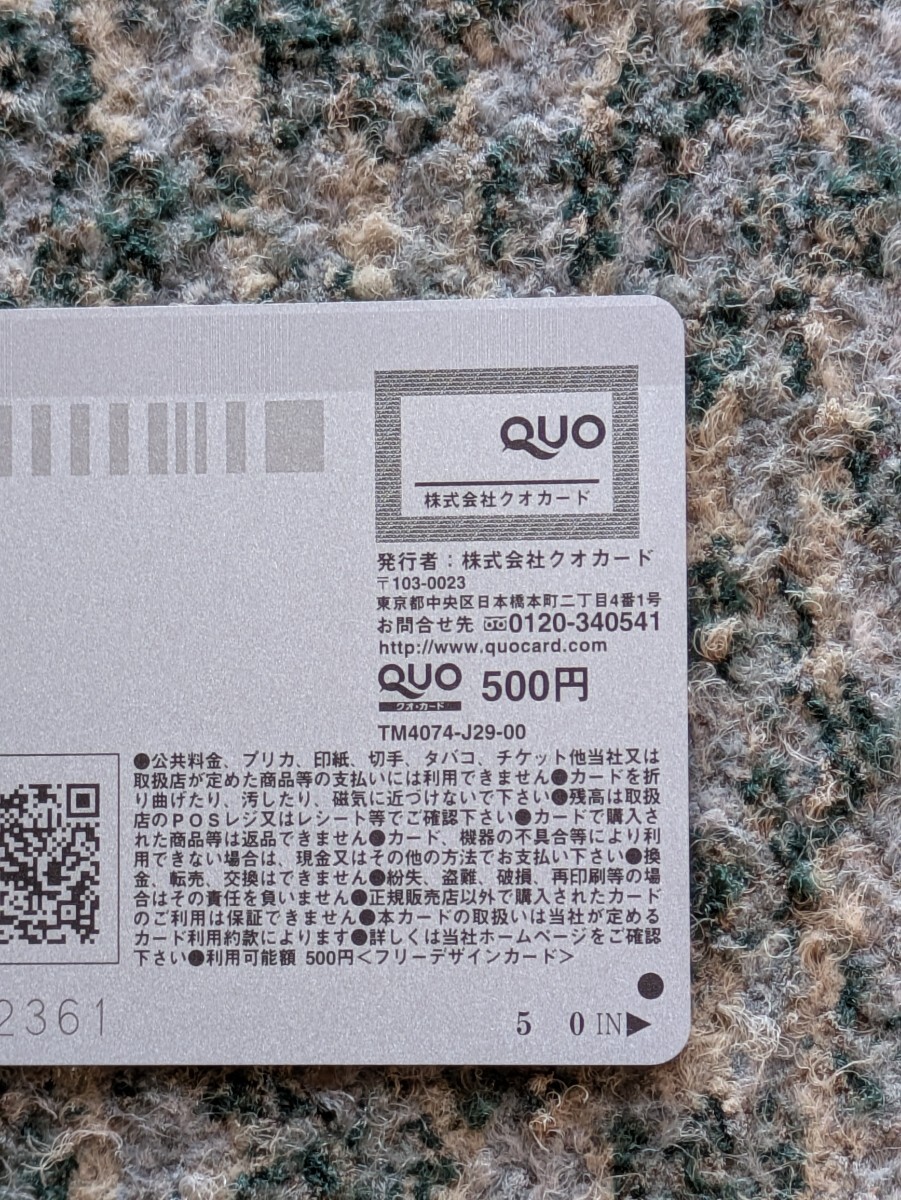 QUO
株式会社クオカード
発行者：株式会社クオカード
〒103-0023
東京都中央区日本橋本町二丁目4番1号
お問合せ先 0120-340541
http://www.quocard.com
QUO 500円
クオ・カード
TM4074-J29-00
●公共料金、プリカ、印紙、切手、タバコ、チケット他当社又は
取扱店が定めた商品等の支払いには利用できません●カードを折
り曲げたり、汚したり、磁気に近づけないで下さい●残高は取扱
店のPOSレジ又はレシート等でご確認下さい●カードで購入さ
れた商品等は返品できません●カード、機器の不具合等により利
用できない場合は、現金又はその他の方法でお支払い下さい●換
金、転売、交換はできません●紛失、盗難、破損、再印刷等の場
合はその責任を負いません●正規販売店以外で購入されたカード
のご利用は保証できません●本カードの取扱いは当社が定める
カード利用約款によります●詳しくは当社ホームページをご確認
下さい●利用可能額 500円＜フリーデザインカード＞
2361
5 0 IN▶